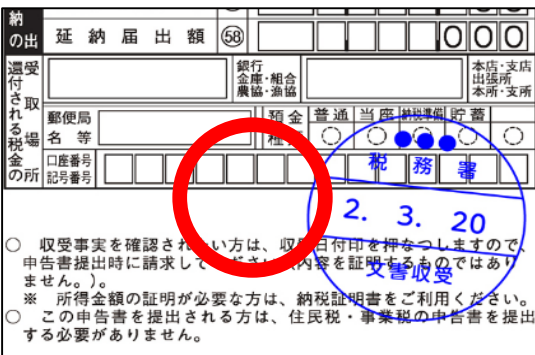 納
の出
延納届出額 ㊽ 000
還付される税金の
受取場所
銀行
金庫・組合
農協・漁協
本店・支店
出張所
本所・支所
郵便局
名等
預金
種
普通 当座 納税準備 貯蓄
口座番号
記号番号
●●●税務署
2. 3. 20
文書収受
○ 収受事実を確認され い方は、収 日付印を押なつしますので、
申告書提出時に請求して ださい 内容を証明するものではあり
ません。)。
※ 所得金額の証明が必要な方は、納税証明書をご利用ください。
○ この申告書を提出される方は、住民税・事業税の申告書を提出
する必要がありません。